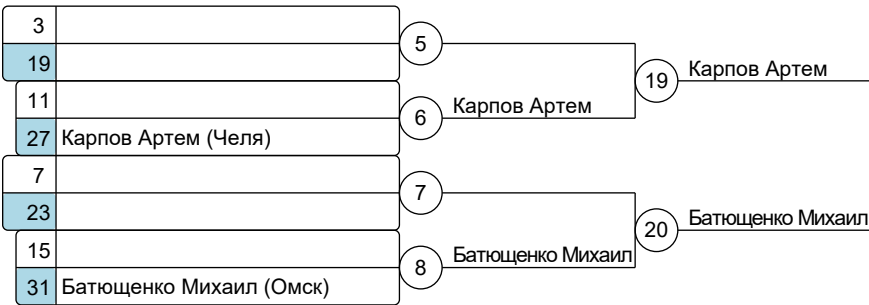 3
5
19
19 Карпов Артем
11
6 Карпов Артем
27 Карпов Артем (Челя)
7
7
23
20 Батющенко Михаил
15
8 Батющенко Михаил
31 Батющенко Михаил (Омск)